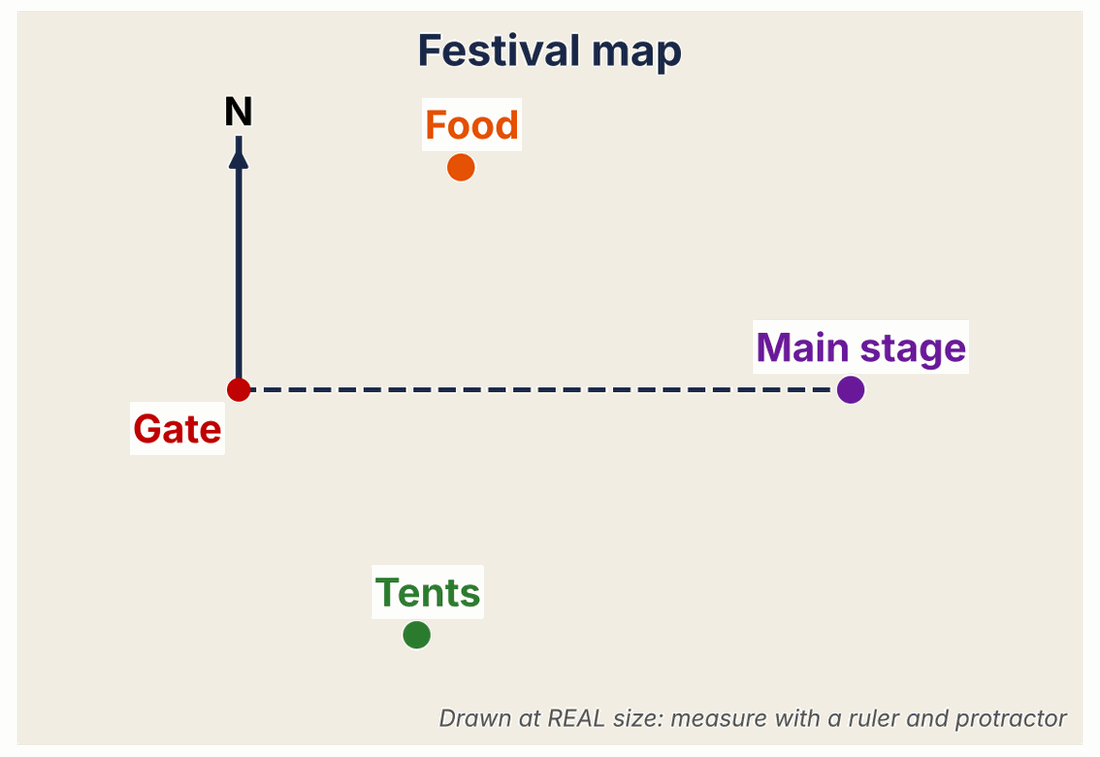 Festival map
N
Food
Main stage
Gate
Tents
Drawn at REAL size: measure with a ruler and protractor